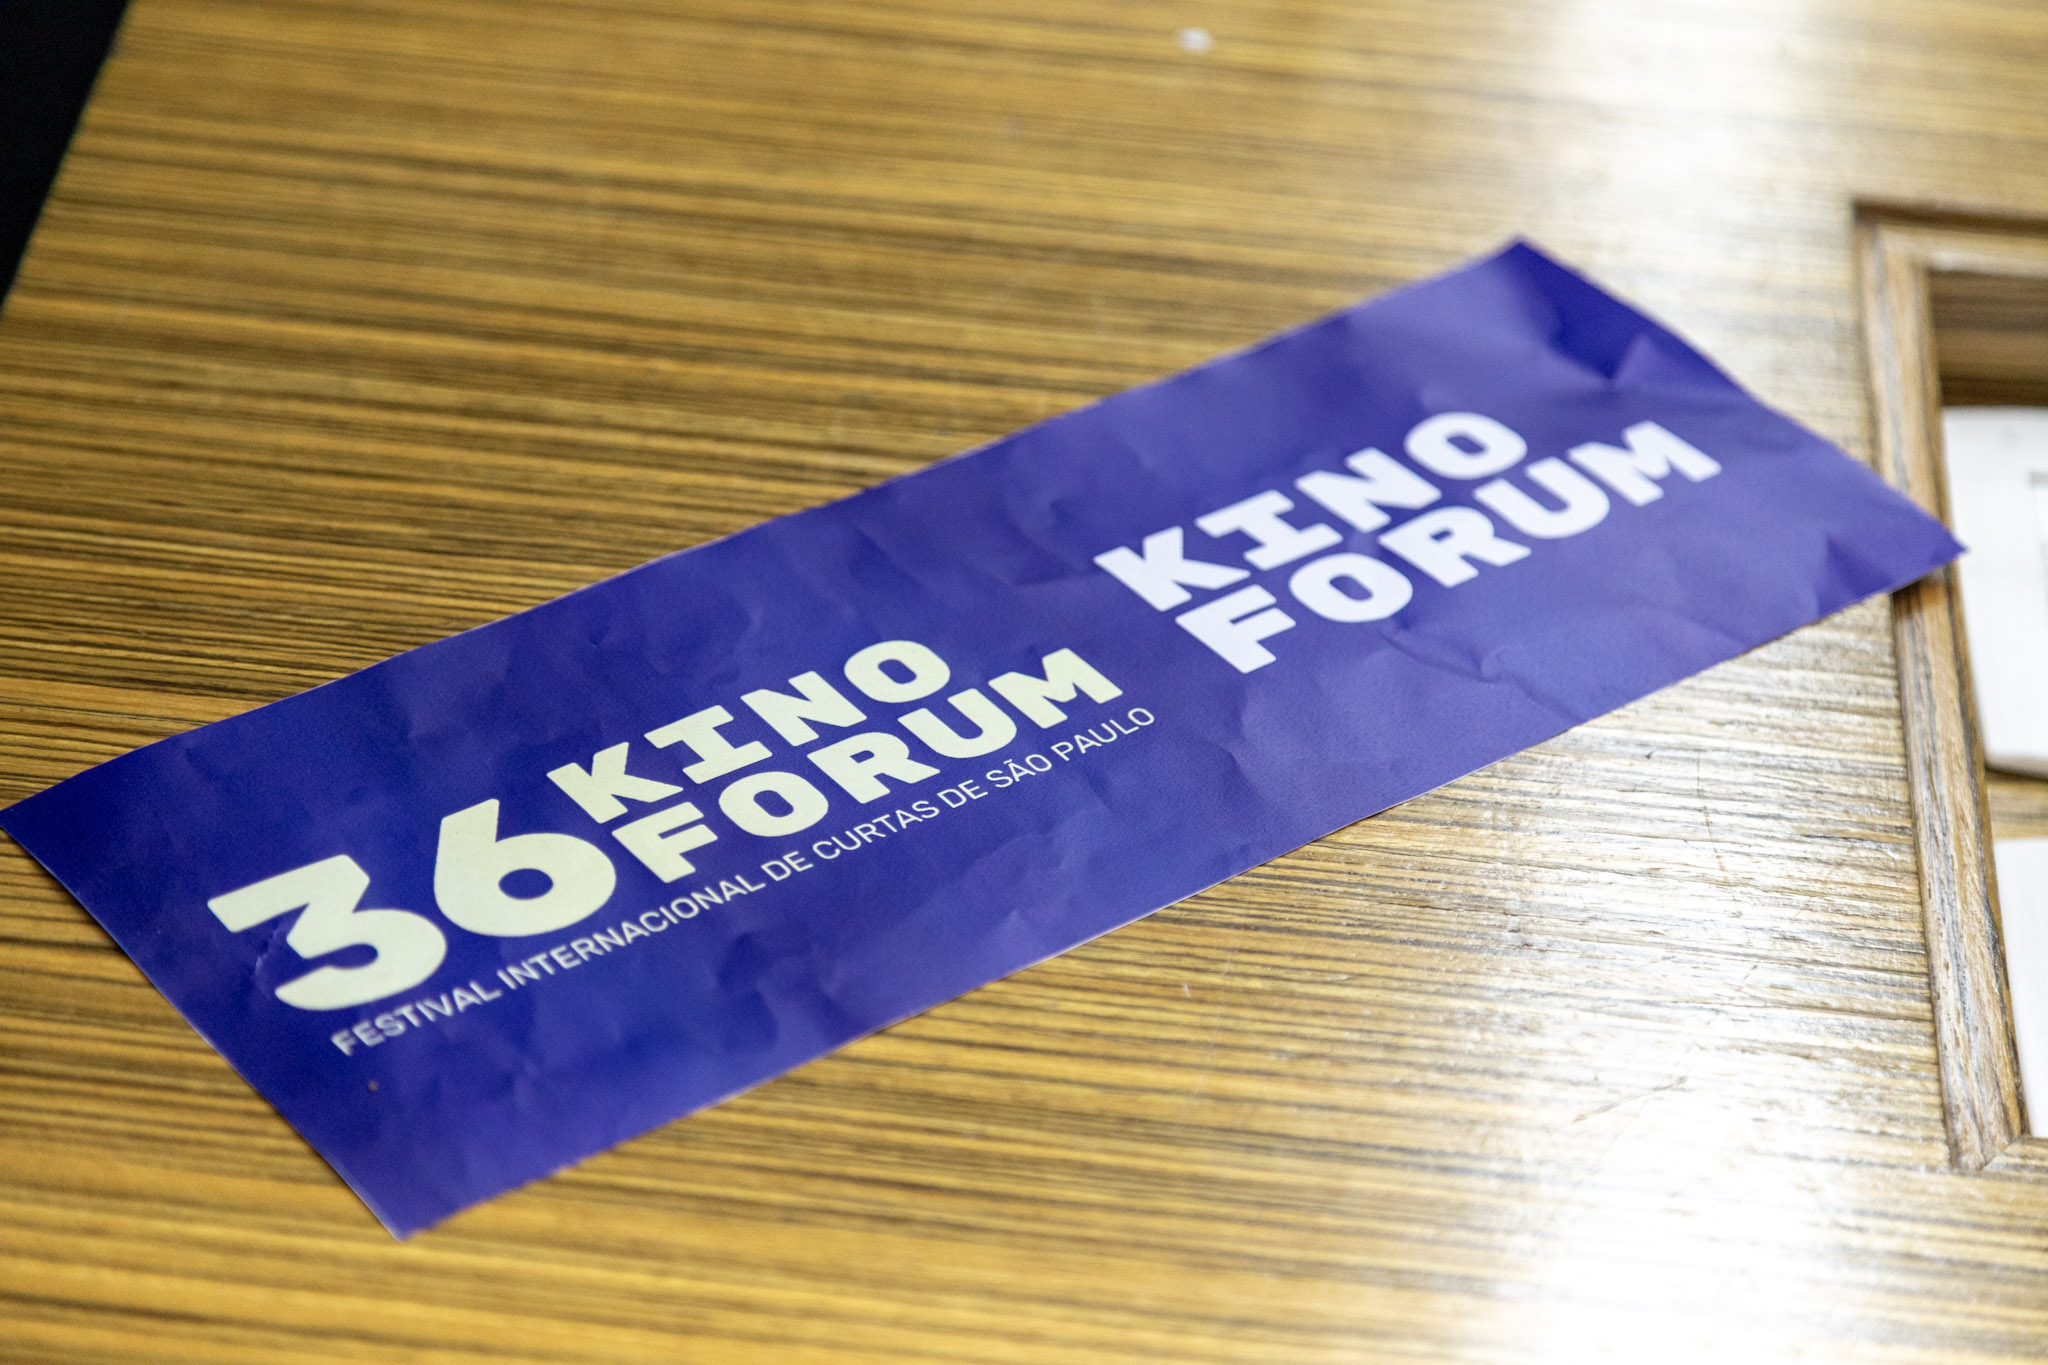 36 KINO
FORUM
FESTIVAL INTERNACIONAL DE CURTAS DE SÃO PAULO
KINO
FORUM